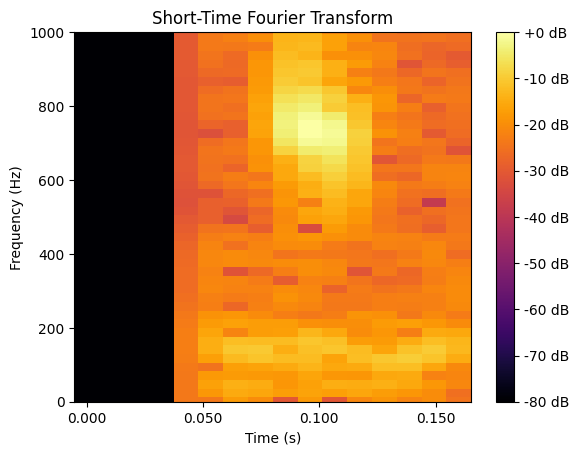 Short-Time Fourier Transform
1000
800
600
400
200
0
Frequency (Hz)
0.000
0.050
0.100
0.150
Time (s)
+0 dB
-10 dB
-20 dB
-30 dB
-40 dB
-50 dB
-60 dB
-70 dB
-80 dB